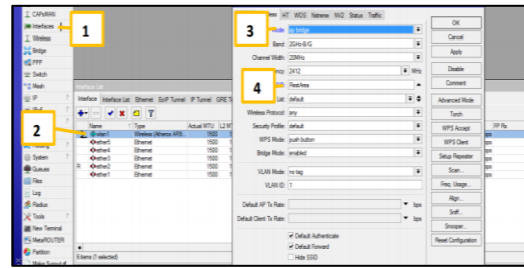 CAPsMAN
Interfaces
Wireless
Bridge
PPP
Switch
Mesh
IP
System
Queues
Files
Log
Radius
Tools
New Terminal
MetaROUTER
Partition
1
2
3
4
Interface List
Interface Interface List Ethernet EoIP Tunnel IP Tunnel GRE
Name Type Actual MTU L2 M
wlan1 Wireless (Atheros AR9... 1500
ether5 Ethernet 1500
ether4 Ethernet 1500
ether3 Ethernet 1500
R ether2 Ethernet 1500
ether1 Ethernet 1500
6 items (1 selected)
HT WDS Nstreme NV2 Status Traffic
Mode: ap bridge
Band: 2GHz-B/G
Channel Width: 20MHz
2412 MHz
RestArea
List: default
Wireless Protocol: any
Security Profile: default
WPS Mode: push button
Bridge Mode: enabled
VLAN Mode: no tag
VLAN ID: 1
Default AP Tx Rate: bps
Default Client Tx Rate: bps
Default Authenticate
Default Forward
Hide SSID
OK
Cancel
Apply
Disable
Comment
Advanced Mode
Torch
WPS Accept
WPS Client
Setup Repeater
Scan...
Freq. Usage...
Align...
Sniff...
Snooper...
Reset Configuration
FP Rx